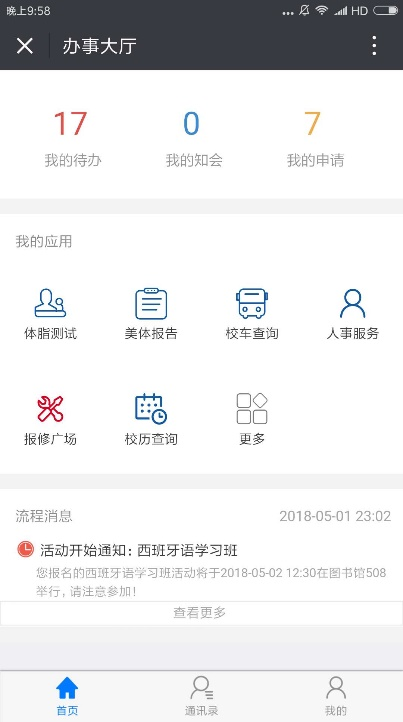 晚上9:58
HD
办事大厅
17 0 7
我的待办 我的知会 我的申请
我的应用
体脂测试 美体报告 校车查询 人事服务
报修广场 校历查询 更多
流程消息 2018-05-01 23:02
活动开始通知: 西班牙语学习班
您报名的西班牙语学习班活动将于2018-05-02 12:30在图书馆508
举行, 请注意参加!
查看更多
首页 通讯录 我的